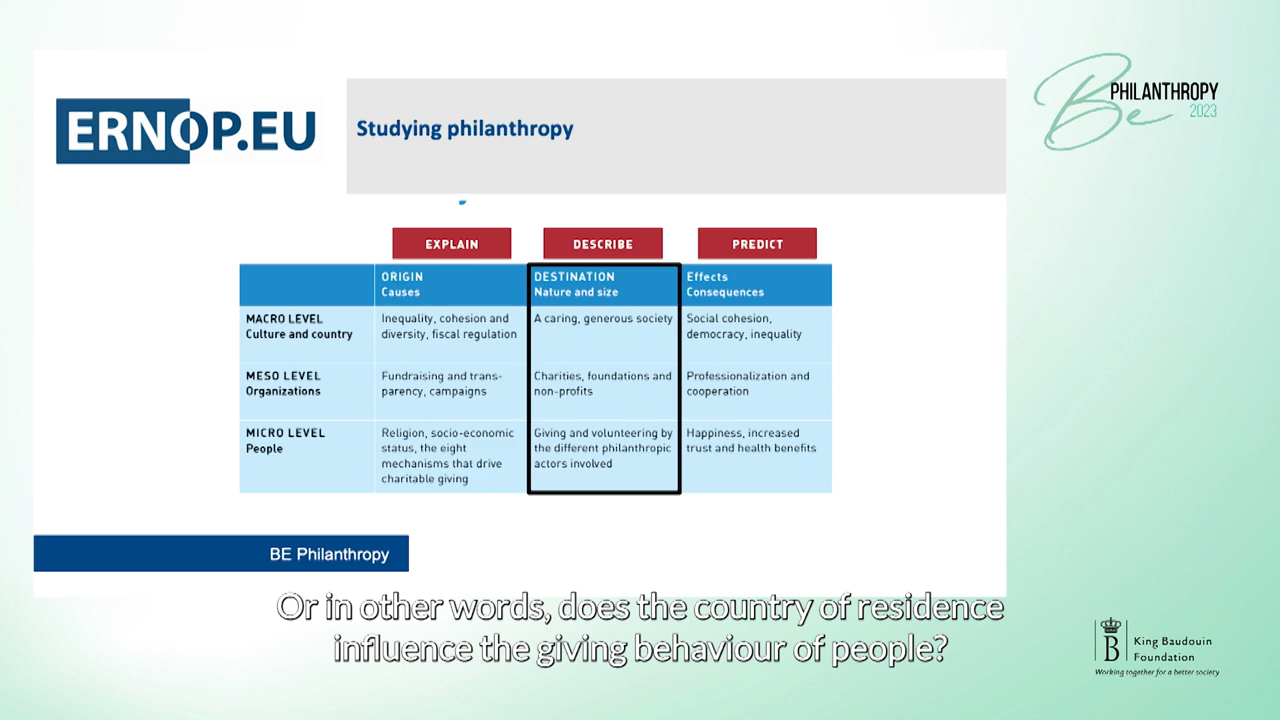 ERNOP.EU
Studying philanthropy
Be
PHILANTHROPY
2023
EXPLAIN
DESCRIBE
PREDICT
ORIGIN
Causes
DESTINATION
Nature and size
Effects
Consequences
MACRO LEVEL
Culture and country
Inequality, cohesion and
diversity, fiscal regulation
A caring, generous society
Social cohesion,
democracy, inequality
MESO LEVEL
Organizations
Fundraising and trans-
parency, campaigns
Charities, foundations and
non-profits
Professionalization and
cooperation
MICRO LEVEL
People
Religion, socio-economic
status, the eight
mechanisms that drive
charitable giving
Giving and volunteering by
the different philanthropic
actors involved
Happiness, increased
trust and health benefits
BE Philanthropy
Or in other words, does the country of residence
influence the giving behaviour of people?
B
King Baudouin
Foundation
Working together for a better society